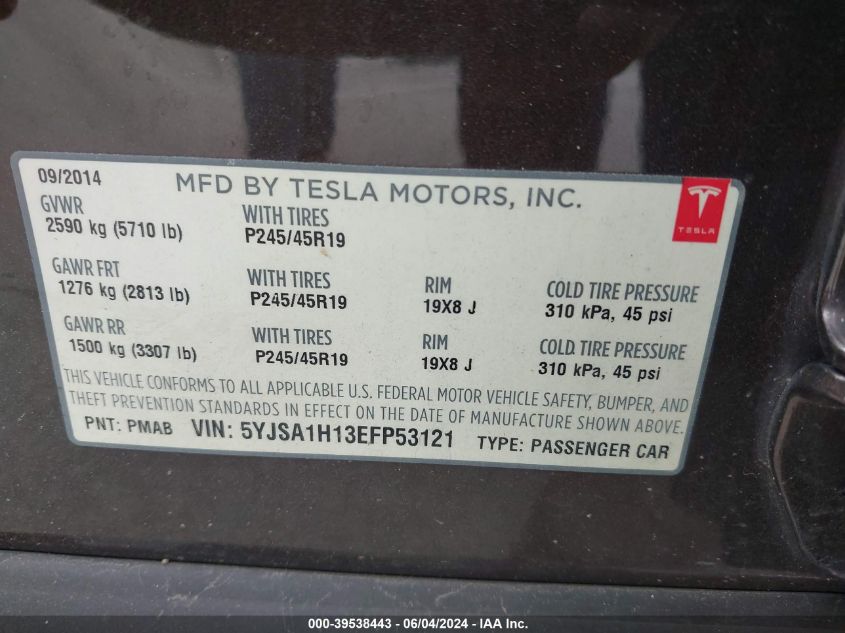 09/2014
MFD BY TESLA MOTORS, INC.
TESLA
GVWR
2590 kg (5710 lb)
WITH TIRES
P245/45R19
GAWR FRT
1276 kg (2813 lb)
WITH TIRES
P245/45R19
RIM
19X8 J
COLD TIRE PRESSURE
310 kPa, 45 psi
GAWR RR
1500 kg (3307 lb)
WITH TIRES
P245/45R19
RIM
19X8 J
COLD TIRE PRESSURE
310 kPa, 45 psi
THIS VEHICLE CONFORMS TO ALL APPLICABLE U.S. FEDERAL MOTOR VEHICLE SAFETY, BUMPER, AND
THEFT PREVENTION STANDARDS IN EFFECT ON THE DATE OF MANUFACTURE SHOWN ABOVE.
PNT: PMAB VIN: 5YJSA1H13EFP53121 TYPE: PASSENGER CAR
000-39538443 - 06/04/2024 - IAA Inc.